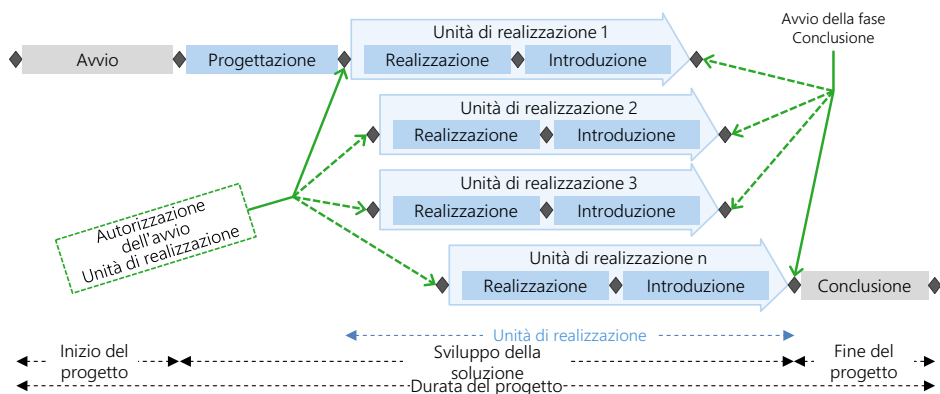 Avvio della fase
Conclusione
Unità di realizzazione 1
Avvio
Progettazione
Realizzazione
Introduzione
Unità di realizzazione 2
Realizzazione
Introduzione
Unità di realizzazione 3
Realizzazione
Introduzione
Autorizzazione
dell'avvio
Unità di realizzazione
Unità di realizzazione n
Realizzazione
Introduzione
Conclusione
Unità di realizzazione
Inizio del
progetto
Sviluppo della
soluzione
Fine del
progetto
Durata del progetto